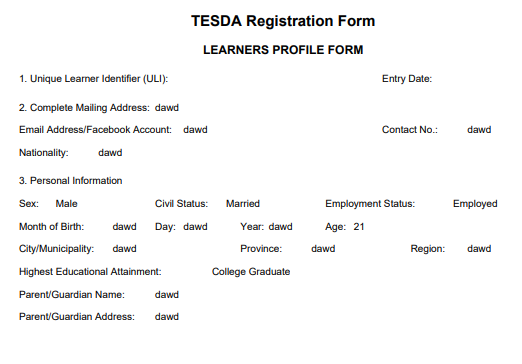 TESDA Registration Form
LEARNERS PROFILE FORM
1. Unique Learner Identifier (ULI): Entry Date:
2. Complete Mailing Address: dawd
Email Address/Facebook Account: dawd Contact No.: dawd
Nationality: dawd
3. Personal Information
Sex: Male Civil Status: Married Employment Status: Employed
Month of Birth: dawd Day: dawd Year: dawd Age: 21
City/Municipality: dawd Province: dawd Region: dawd
Highest Educational Attainment: College Graduate
Parent/Guardian Name: dawd
Parent/Guardian Address: dawd